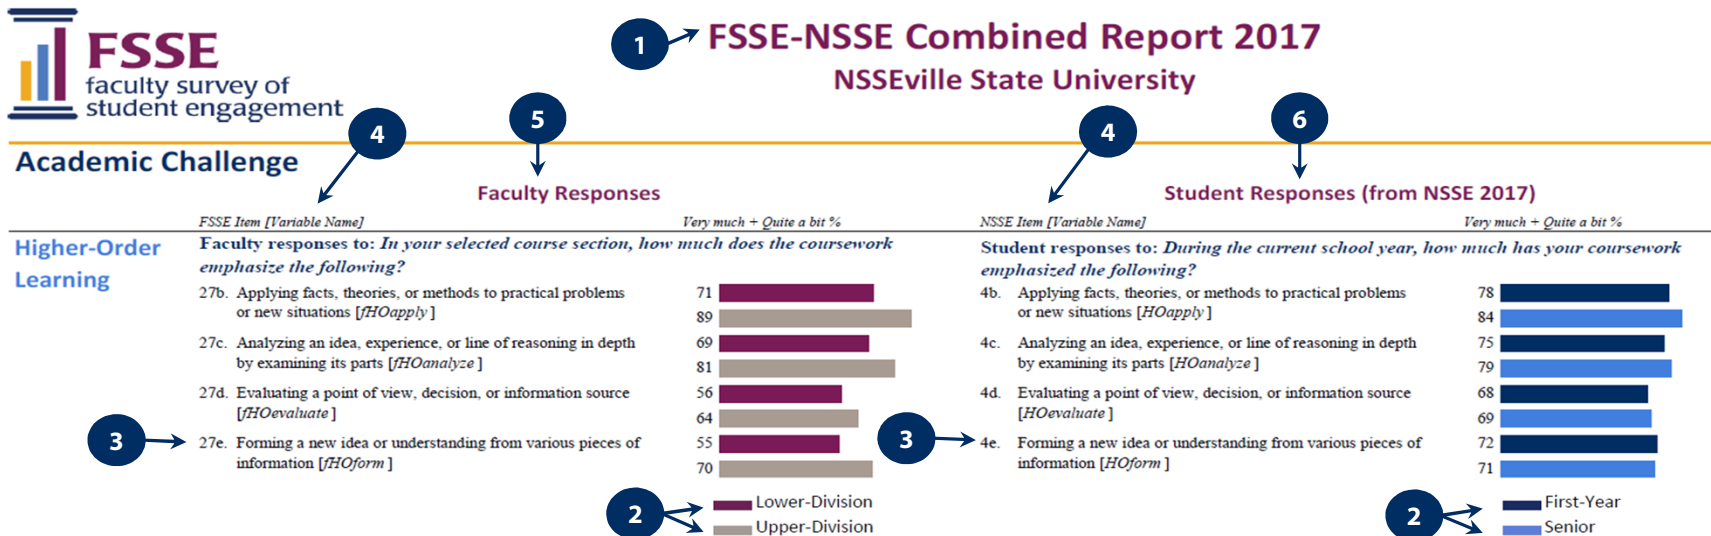 FSSE
faculty survey of
student engagement
1
FSSE-NSSE Combined Report 2017
NSSEville State University
4
5
4
6
Academic Challenge
Faculty Responses
Student Responses (from NSSE 2017)
FSSE Item [Variable Name]
Very much + Quite a bit %
NSSE Item [Variable Name]
Very much + Quite a bit %
Higher-Order
Learning
Faculty responses to: In your selected course section, how much does the coursework
emphasize the following?
27b. Applying facts, theories, or methods to practical problems
or new situations [fHOapply]
71
89
27c. Analyzing an idea, experience, or line of reasoning in depth
by examining its parts [fHOanalyze]
69
81
27d. Evaluating a point of view, decision, or information source
[fHOevaluate]
56
64
3
27e. Forming a new idea or understanding from various pieces of
information [fHOform]
55
70
2
Lower-Division
Upper-Division
Student responses to: During the current school year, how much has your coursework
emphasized the following?
4b. Applying facts, theories, or methods to practical problems
or new situations [HOapply]
78
84
4c. Analyzing an idea, experience, or line of reasoning in depth
by examining its parts [HOanalyze]
75
79
4d. Evaluating a point of view, decision, or information source
[HOevaluate]
68
69
3
4e. Forming a new idea or understanding from various pieces of
information [HOform]
72
71
2
First-Year
Senior